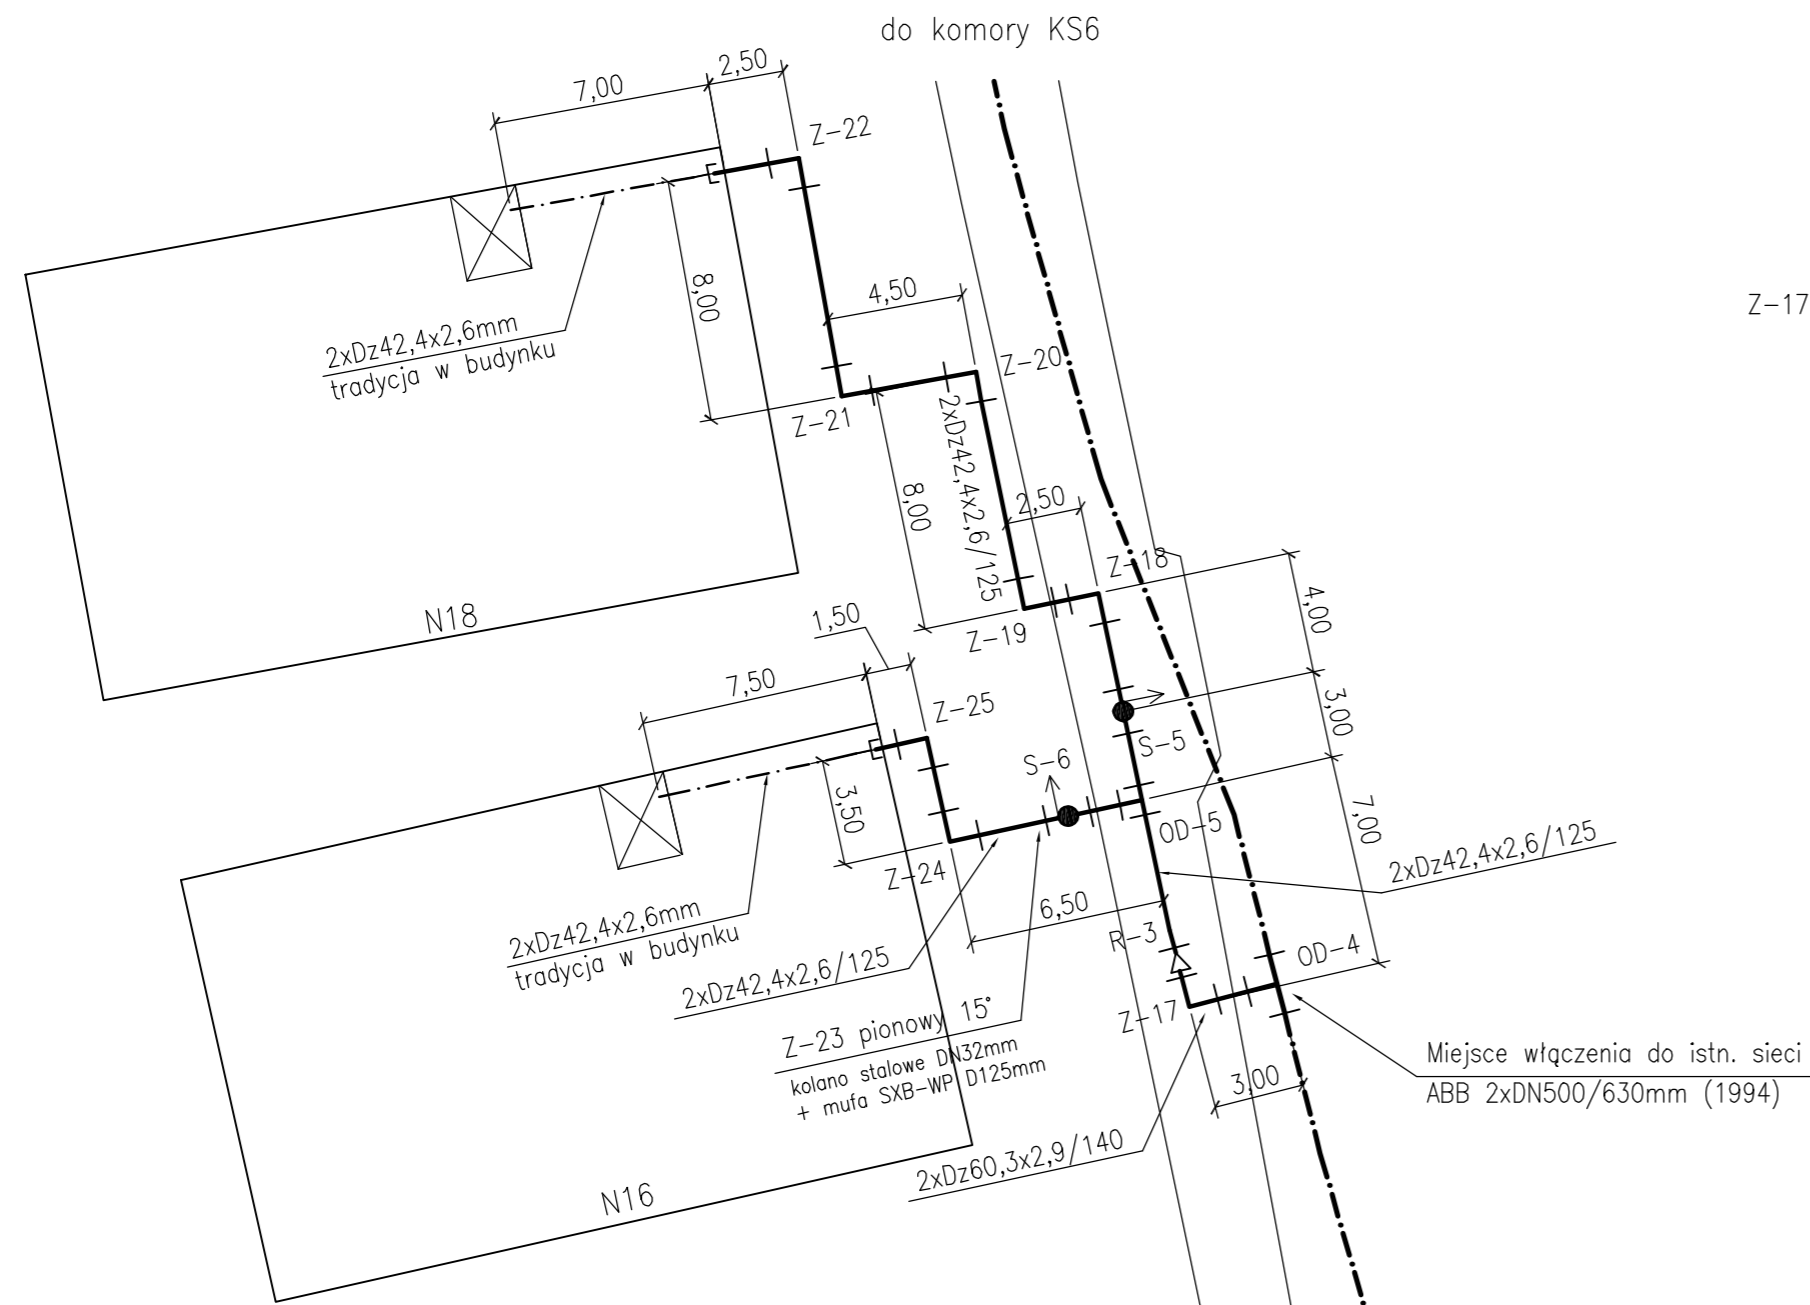 do komory KS6
2,50
7,00
Z-22
8,00
4,50
Z-17
2xDz42,4x2,6mm
tradycja w budynku
Z-20
Z-21
2xDz42,4x2,6/125
8,00
2,50
Z-18
N18
1,50
Z-19
4,00
7,50
Z-25
3,00
S-5
S-6
3,50
OD-5
7,00
2xDz42,4x2,6/125
Z-24
6,50
R-3
OD-4
2xDz42,4x2,6mm
tradycja w budynku
2xDz42,4x2,6/125
Z-17
Z-23 pionowy 15°
kolano stalowe DN32mm
+ mufa SXB-WP D125mm
3,00
Miejsce włączenia do istn. sieci
ABB 2xDN500/630mm (1994)
2xDz60,3x2,9/140
N16